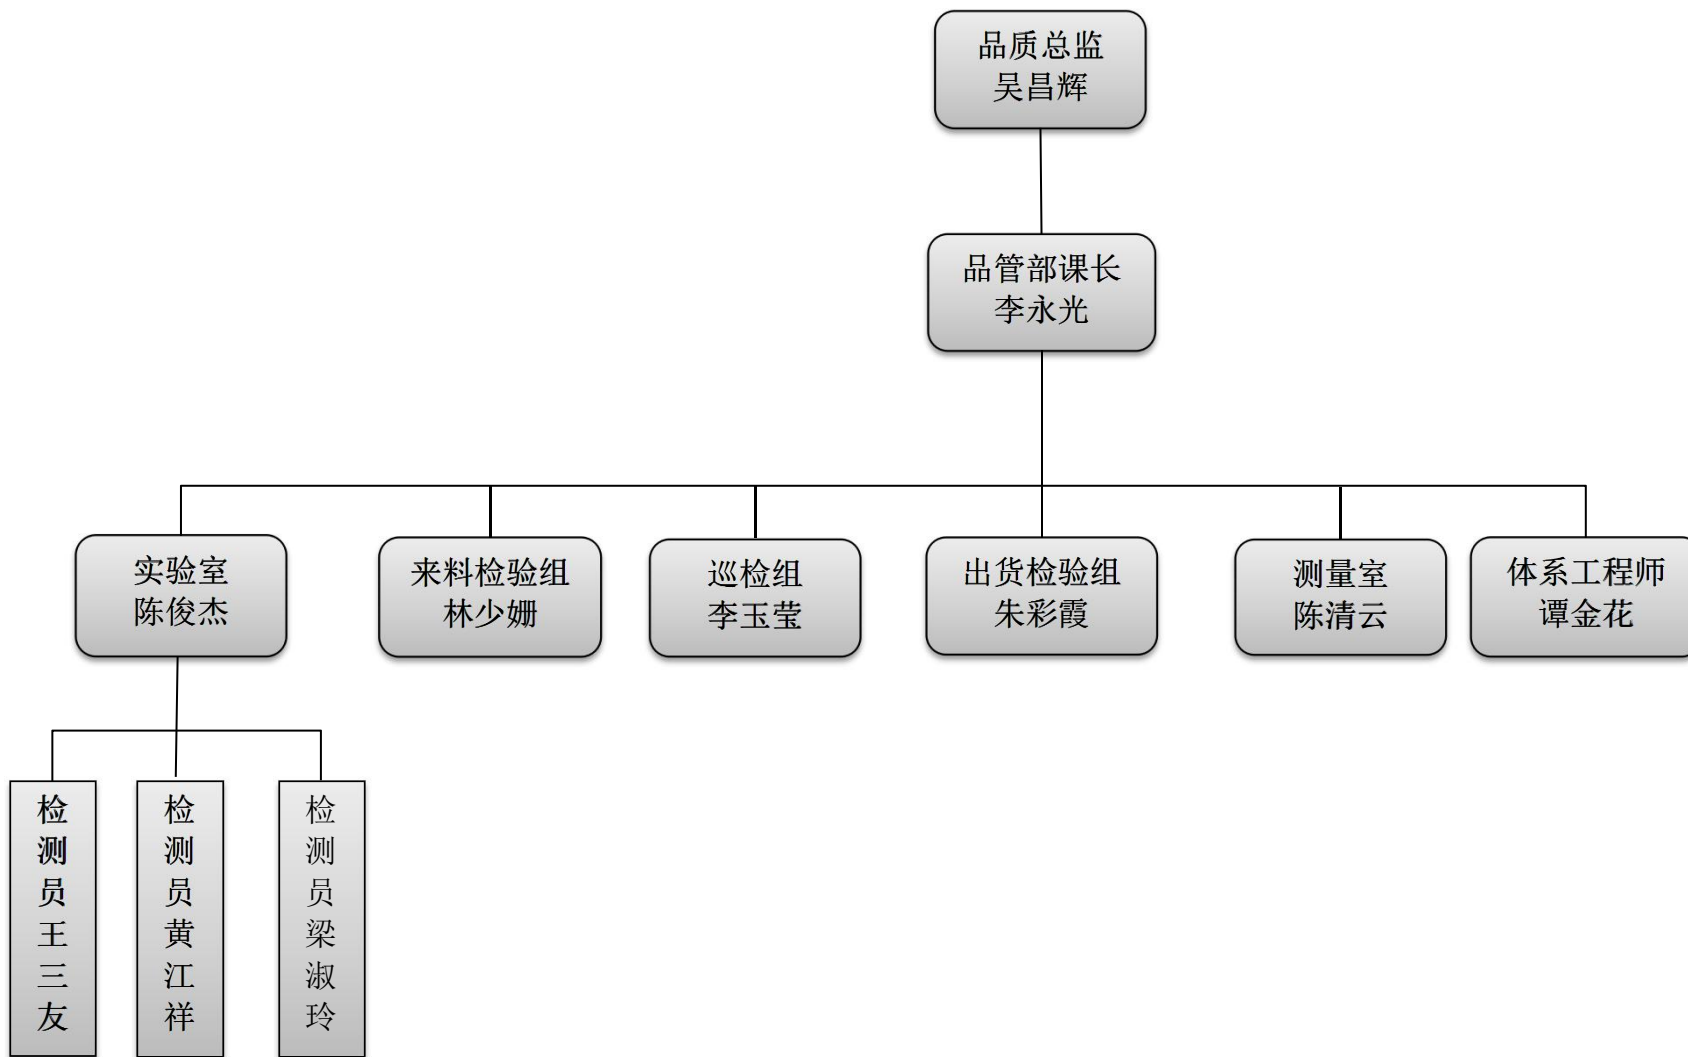 品质总监
吴昌辉
品管部课长
李永光
实验室
陈俊杰
来料检验组
林少姗
巡检组
李玉莹
出货检验组
朱彩霞
测量室
陈清云
体系工程师
谭金花
检测员王三友
检测员黄江祥
检测员梁淑玲